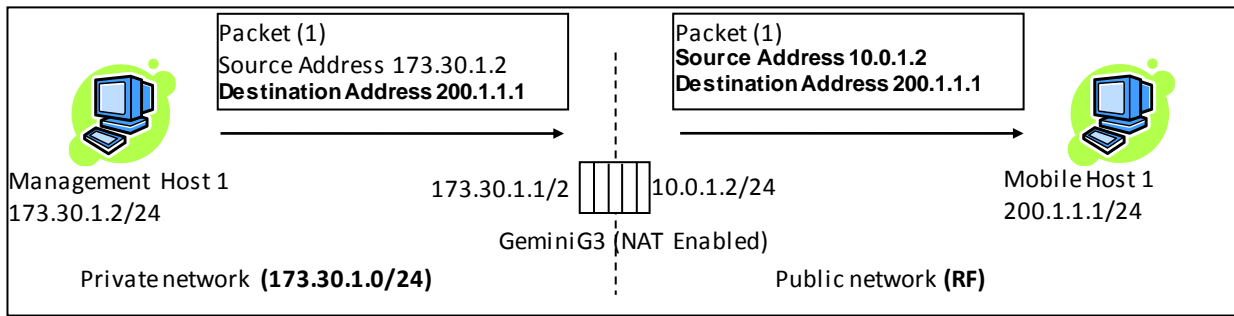 Packet (1)
Source Address 173.30.1.2
Destination Address 200.1.1.1
Packet (1)
Source Address 10.0.1.2
Destination Address 200.1.1.1
Management Host 1
173.30.1.2/24
173.30.1.1/2
10.0.1.2/24
Mobile Host 1
200.1.1.1/24
GeminiG3 (NAT Enabled)
Private network (173.30.1.0/24)
Public network (RF)